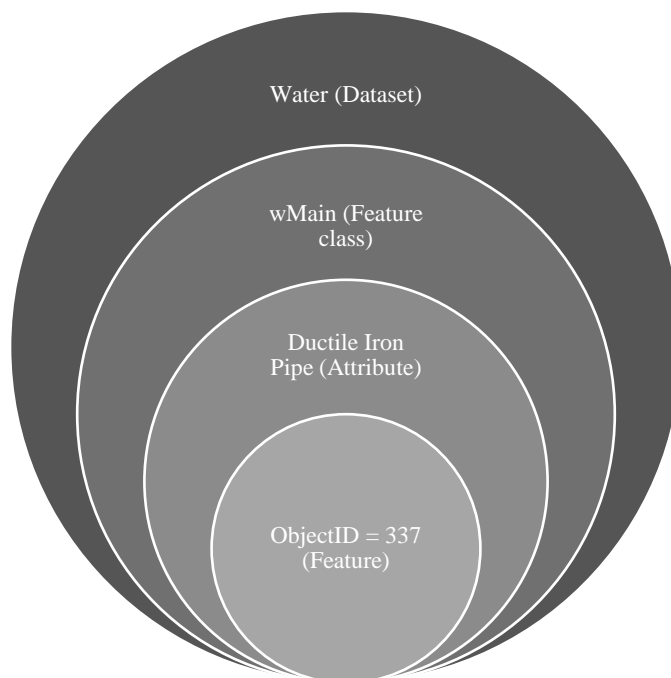 Water (Dataset)
wMain (Feature
class)
Ductile Iron
Pipe (Attribute)
ObjectID = 337
(Feature)